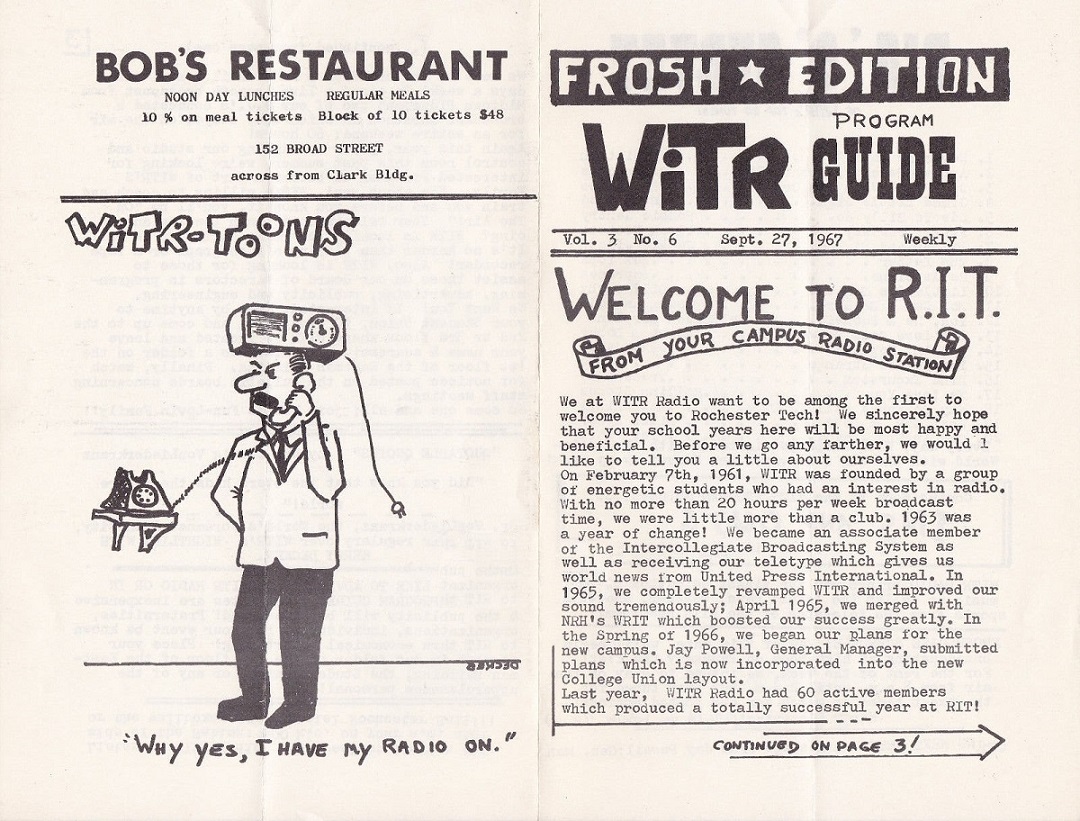 BOB'S RESTAURANT
NOON DAY LUNCHES REGULAR MEALS
10 % on meal tickets Block of 10 tickets $48
152 BROAD STREET
across from Clark Bldg.
WiTR-TOONS
DECKER
"WHY YES, I HAVE MY RADIO ON."
FROSH ★ EDITION
WiTR PROGRAM GUIDE
Vol. 3 No. 6 Sept. 27, 1967 Weekly
WELCOME TO R.I.T.
FROM YOUR CAMPUS RADIO STATION
We at WITR Radio want to be among the first to
welcome you to Rochester Tech! We sincerely hope
that your school years here will be most happy and
beneficial. Before we go any farther, we would l
like to tell you a little about ourselves.
On February 7th, 1961, WITR was founded by a group
of energetic students who had an interest in radio.
With no more than 20 hours per week broadcast
time, we were little more than a club. 1963 was
a year of change! We became an associate member
of the Intercollegiate Broadcasting System as
well as receiving our teletype which gives us
world news from United Press International. In
1965, we completely revamped WITR and improved our
sound tremendously; April 1965, we merged with
NRH's WRIT which boosted our success greatly. In
the Spring of 1966, we began our plans for the
new campus. Jay Powell, General Manager, submitted
plans which is now incorporated into the new
College Union layout.
Last year, WITR Radio had 60 active members
which produced a totally successful year at RIT!
CONTINUED ON PAGE 3!